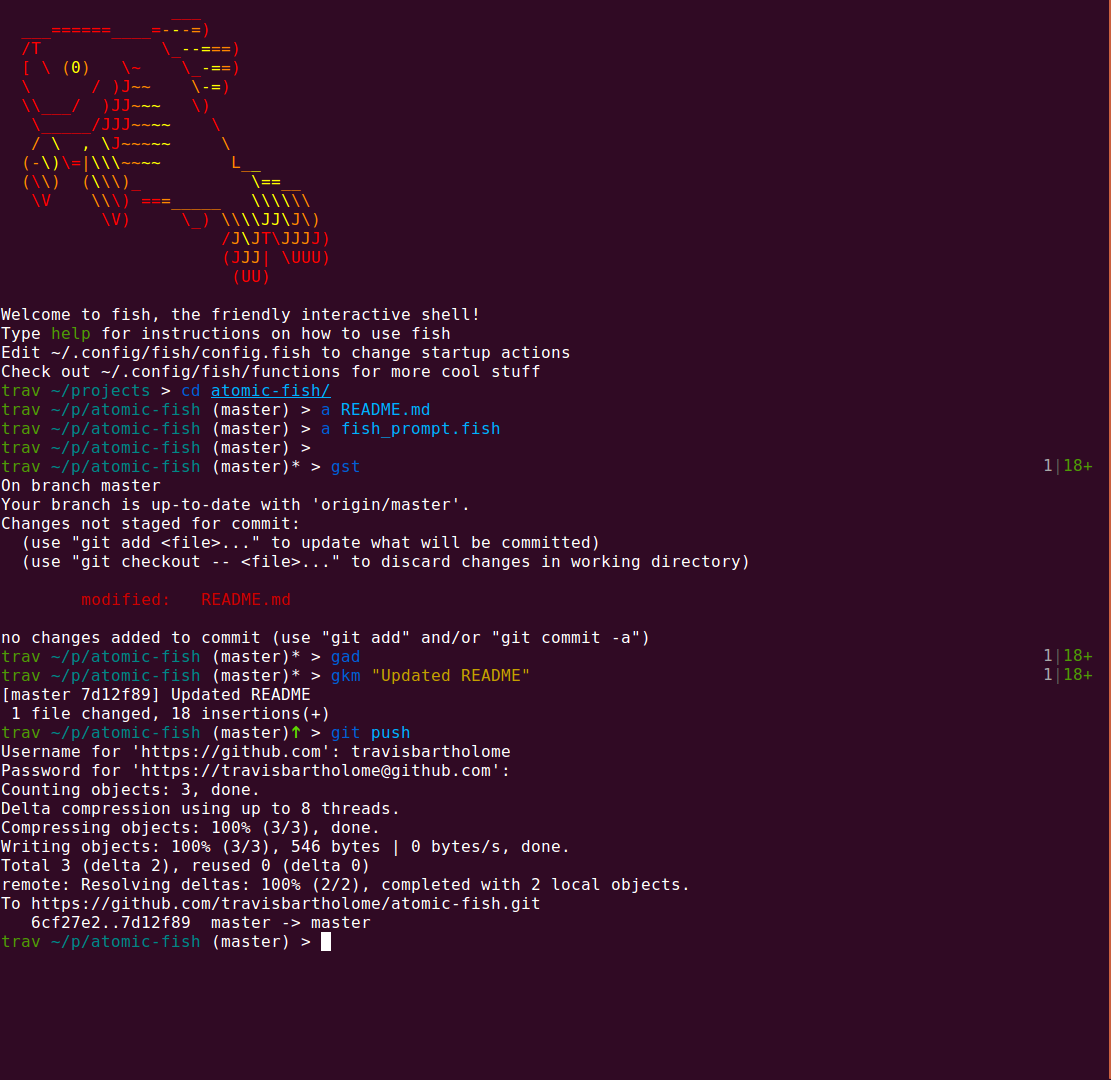 ___
  ___======____=---=)
  /T            \_--===)
  [ \ (0)   \~    \_-==)
  \      / )J~~    \-=)
  \\___/  )JJ~~~   \)
   \_____/JJJ~~~~    \
   / \  , \J~~~~~     \
  (-\)\=|\\\~~~~       L__
  (\\)  (\\\)_           \==__
   \V    \\\) ===_____   \\\\\\
          \V)     \_) \\\\JJ\J\)
                      /J\JT\JJJJ)
                      (JJJ| \UUU)
                       (UU)
Welcome to fish, the friendly interactive shell!
Type help for instructions on how to use fish
Edit ~/.config/fish/config.fish to change startup actions
Check out ~/.config/fish/functions for more cool stuff
trav ~/projects > cd atomic-fish/
trav ~/p/atomic-fish (master) > a README.md
trav ~/p/atomic-fish (master) > a fish_prompt.fish
trav ~/p/atomic-fish (master) >
trav ~/p/atomic-fish (master)* > gst 1|18+
On branch master
Your branch is up-to-date with 'origin/master'.
Changes not staged for commit:
  (use "git add <file>..." to update what will be committed)
  (use "git checkout -- <file>..." to discard changes in working directory)
        modified:   README.md
no changes added to commit (use "git add" and/or "git commit -a")
trav ~/p/atomic-fish (master)* > gad 1|18+
trav ~/p/atomic-fish (master)* > gkm "Updated README" 1|18+
[master 7d12f89] Updated README
 1 file changed, 18 insertions(+)
trav ~/p/atomic-fish (master)↑ > git push
Username for 'https://github.com': travisbartholome
Password for 'https://travisbartholome@github.com':
Counting objects: 3, done.
Delta compression using up to 8 threads.
Compressing objects: 100% (3/3), done.
Writing objects: 100% (3/3), 546 bytes | 0 bytes/s, done.
Total 3 (delta 2), reused 0 (delta 0)
remote: Resolving deltas: 100% (2/2), completed with 2 local objects.
To https://github.com/travisbartholome/atomic-fish.git
   6cf27e2..7d12f89  master -> master
trav ~/p/atomic-fish (master) >